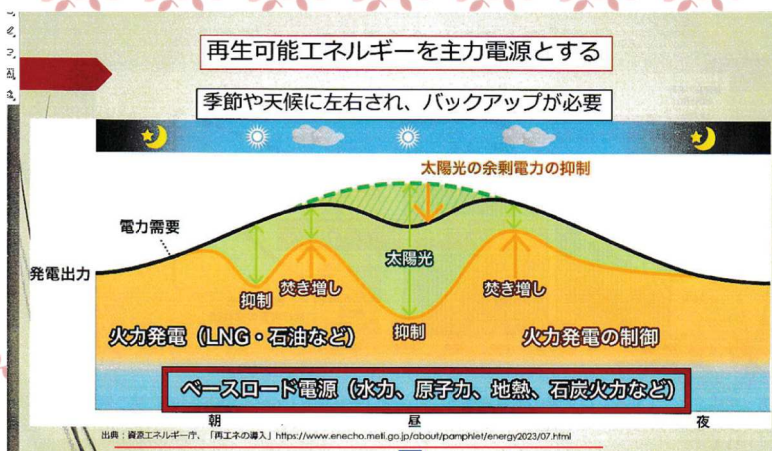 再生可能エネルギーを主力電源とする
季節や天候に左右され、バックアップが必要
太陽光の余剰電力の抑制
電力需要
発電出力
太陽光
抑制
焚き増し
抑制
焚き増し
火力発電（LNG・石油など）
火力発電の制御
ベースロード電源（水力、原子力、地熱、石炭火力など）
朝
昼
夜
出典：資源エネルギー庁、「再エネの導入」https://www.enecho.meti.go.jp/about/pamphlet/energy2023/07.html